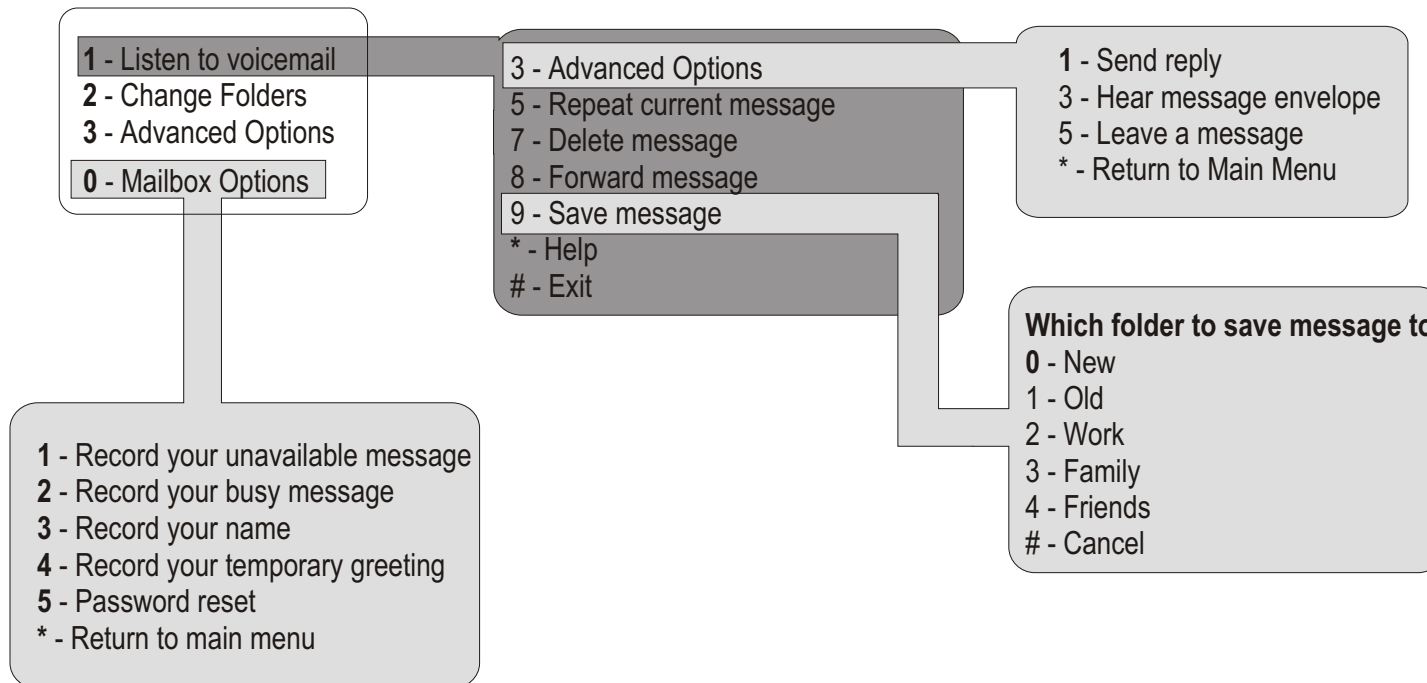 1 - Listen to voicemail
2 - Change Folders
3 - Advanced Options
0 - Mailbox Options
3 - Advanced Options
5 - Repeat current message
7 - Delete message
8 - Forward message
9 - Save message
* - Help
# - Exit
1 - Send reply
3 - Hear message envelope
5 - Leave a message
* - Return to Main Menu
Which folder to save message to
0 - New
1 - Old
2 - Work
3 - Family
4 - Friends
# - Cancel
1 - Record your unavailable message
2 - Record your busy message
3 - Record your name
4 - Record your temporary greeting
5 - Password reset
* - Return to main menu